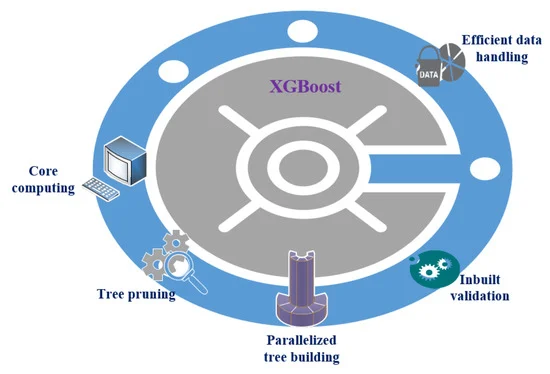 Efficient data
handling
DATA
XGBoost
Core
computing
Tree pruning
Inbuilt
validation
Parallelized
tree building